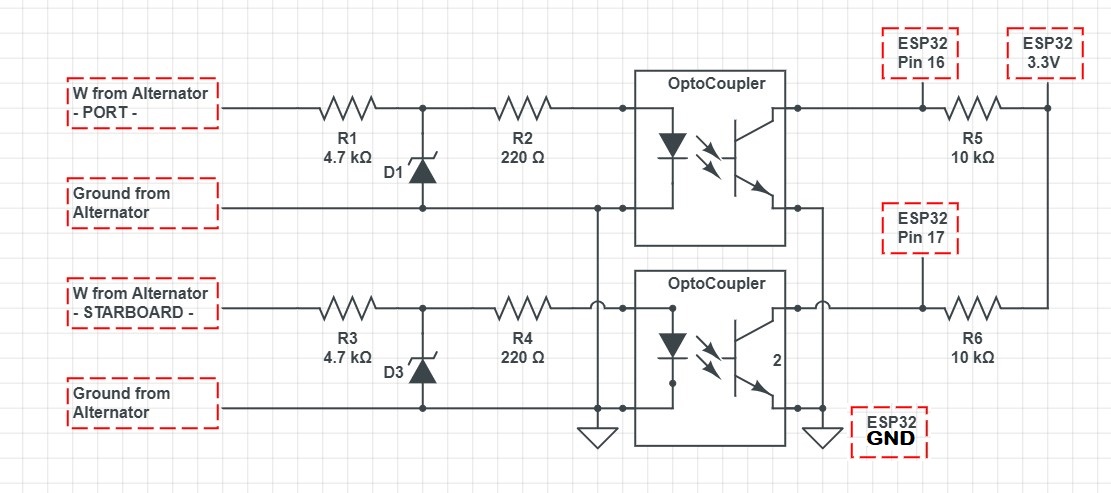 ESP32
Pin 16
ESP32
3.3V
W from Alternator
- PORT -
OptoCoupler
R1
4.7 kΩ
R2
220 Ω
R5
10 kΩ
D1
Ground from
Alternator
ESP32
Pin 17
W from Alternator
- STARBOARD -
OptoCoupler
R3
4.7 kΩ
R4
220 Ω
R6
10 kΩ
D3
2
Ground from
Alternator
ESP32
GND